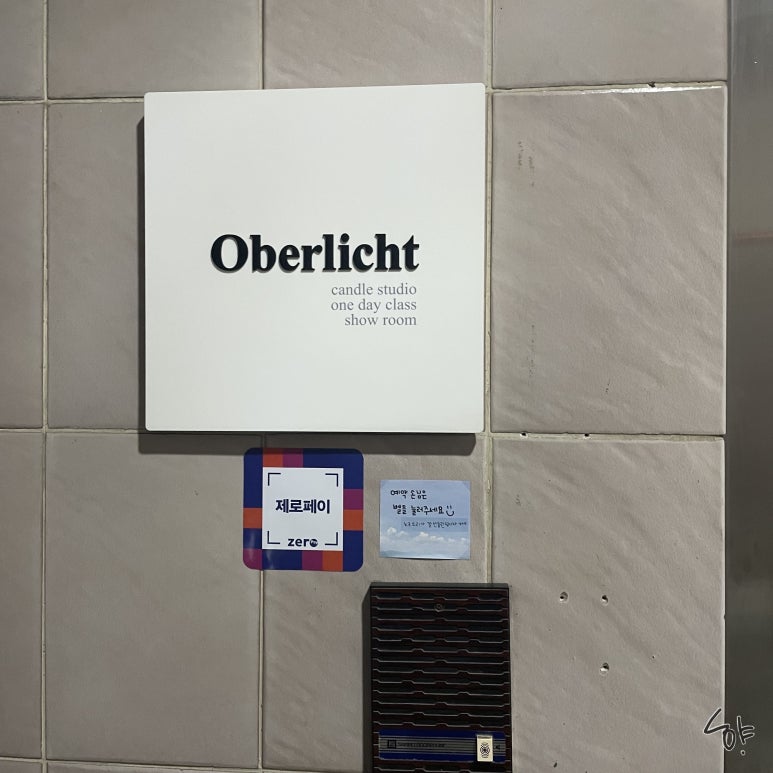 Oberlicht
candle studio
one day class
show room
제로페이
zero
예약 손님은
벨을 눌러주세요